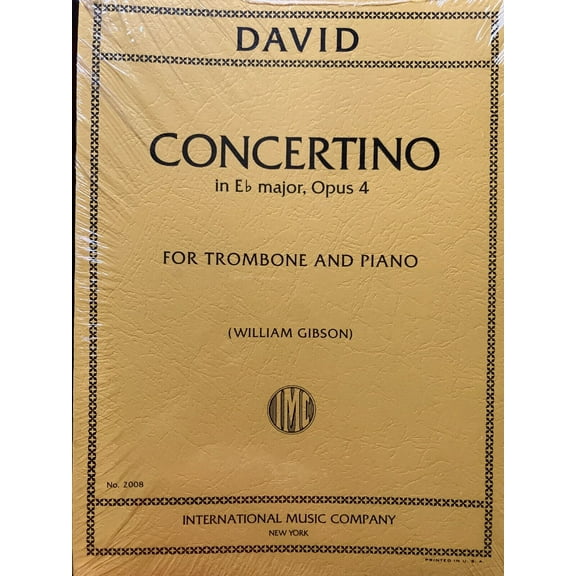 DAVID
CONCERTINO
in E♭ major, Opus 4
FOR TROMBONE AND PIANO
(WILLIAM GIBSON)
IMC
No. 2008
INTERNATIONAL MUSIC COMPANY
NEW YORK
PRINTED IN U. S. A.